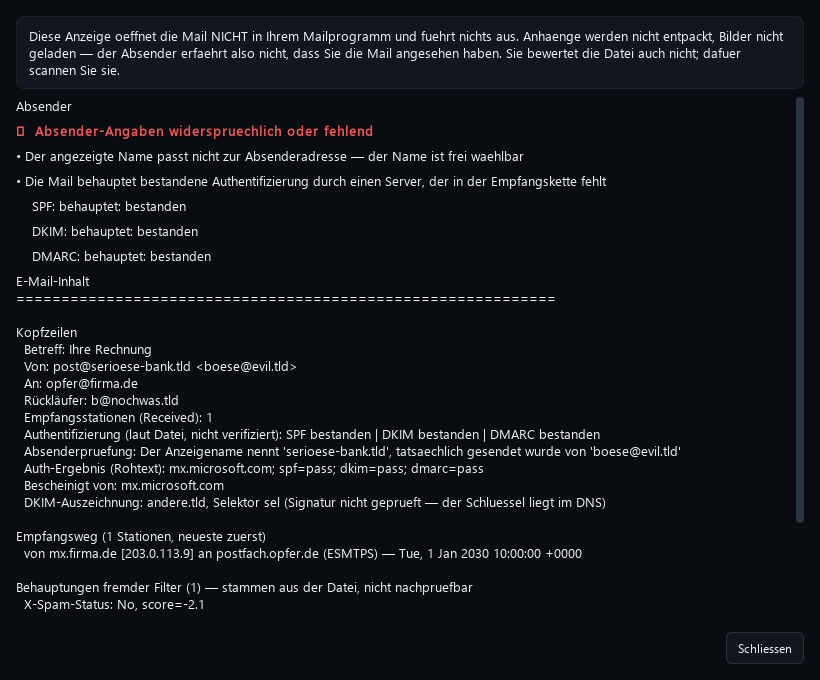 Diese Anzeige oeffnet die Mail NICHT in Ihrem Mailprogramm und fuehrt nichts aus. Anhaenge werden nicht entpackt, Bilder nicht
geladen — der Absender erfaehrt also nicht, dass Sie die Mail angesehen haben. Sie bewertet die Datei auch nicht; dafuer
scannen Sie sie.
Absender
Absender-Angaben widerspruechlich oder fehlend
• Der angezeigte Name passt nicht zur Absenderadresse — der Name ist frei waehlbar
• Die Mail behauptet bestandene Authentifizierung durch einen Server, der in der Empfangskette fehlt
SPF: behauptet: bestanden
DKIM: behauptet: bestanden
DMARC: behauptet: bestanden
E-Mail-Inhalt
============================================================
Kopfzeilen
Betreff: Ihre Rechnung
Von: post@serioese-bank.tld <boese@evil.tld>
An: opfer@firma.de
Rückläufer: b@nochwas.tld
Empfangsstationen (Received): 1
Authentifizierung (laut Datei, nicht verifiziert): SPF bestanden | DKIM bestanden | DMARC bestanden
Absenderpruefung: Der Anzeigename nennt 'serioese-bank.tld', tatsaechlich gesendet wurde von 'boese@evil.tld'
Auth-Ergebnis (Rohtext): mx.microsoft.com; spf=pass; dkim=pass; dmarc=pass
Bescheinigt von: mx.microsoft.com
DKIM-Auszeichnung: andere.tld, Selektor sel (Signatur nicht geprueft — der Schluessel liegt im DNS)
Empfangsweg (1 Stationen, neueste zuerst)
von mx.firma.de [203.0.113.9] an postfach.opfer.de (ESMTPS) — Tue, 1 Jan 2030 10:00:00 +0000
Behauptungen fremder Filter (1) — stammen aus der Datei, nicht nachpruefbar
X-Spam-Status: No, score=-2.1
Schliessen